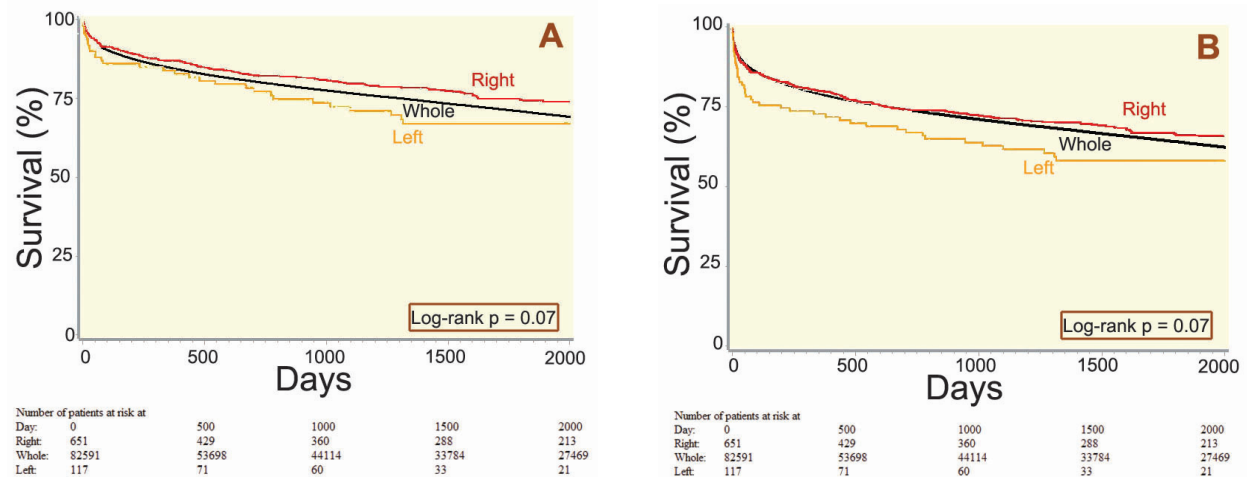 A
100
75
50
25
0
Survival (%)
Right
Whole
Left
Log-rank p = 0.07
0 500 1000 1500 2000
Days
Number of patients at risk at
Day: 0 500 1000 1500 2000
Right: 651 429 360 288 213
Whole: 82591 53698 44114 33784 27469
Left: 117 71 60 33 21
B
100
75
50
25
0
Survival (%)
Right
Whole
Left
Log-rank p = 0.07
0 500 1000 1500 2000
Days
Number of patients at risk at
Day: 0 500 1000 1500 2000
Right: 651 429 360 288 213
Whole: 82591 53698 44114 33784 27469
Left: 117 71 60 33 21